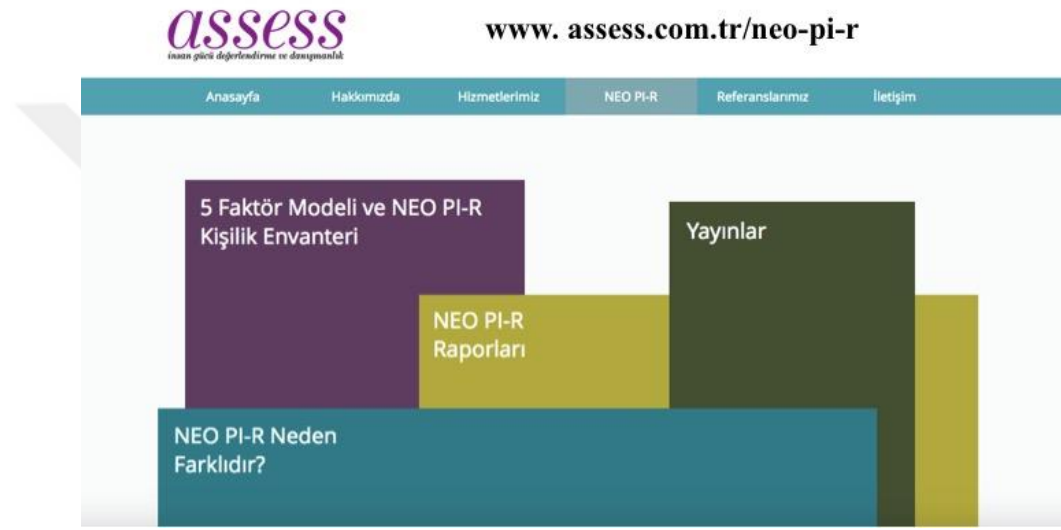 assess
insan gücü değerlendirme ve danışmanlık
www. assess.com.tr/neo-pi-r
Anasayfa Hakkımızda Hizmetlerimiz NEO PI-R Referanslarımız İletişim
5 Faktör Modeli ve NEO PI-R
Kişilik Envanteri
Yayınlar
NEO PI-R
Raporları
NEO PI-R Neden
Farklıdır?